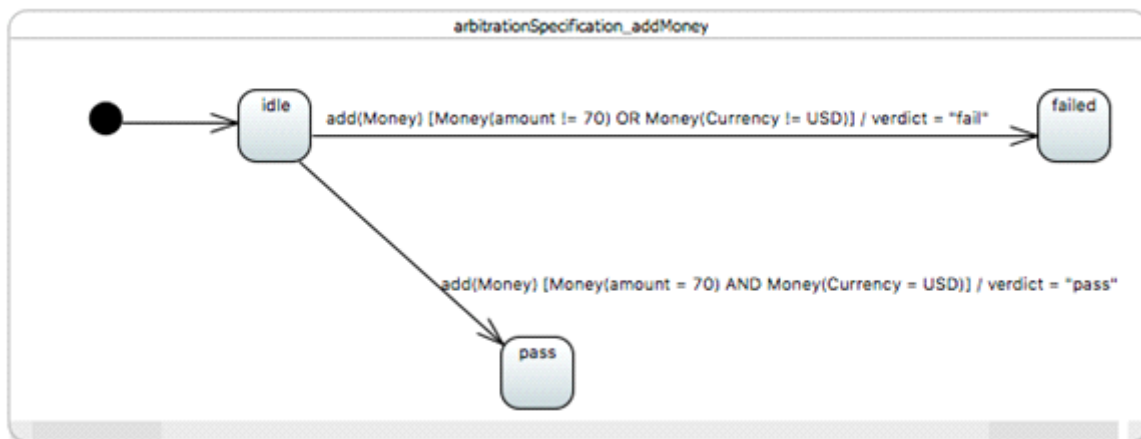 arbitrationSpecification_addMoney
idle
add(Money) [Money(amount != 70) OR Money(Currency != USD)] / verdict = "fail"
failed
add(Money) [Money(amount = 70) AND Money(Currency = USD)] / verdict = "pass"
pass